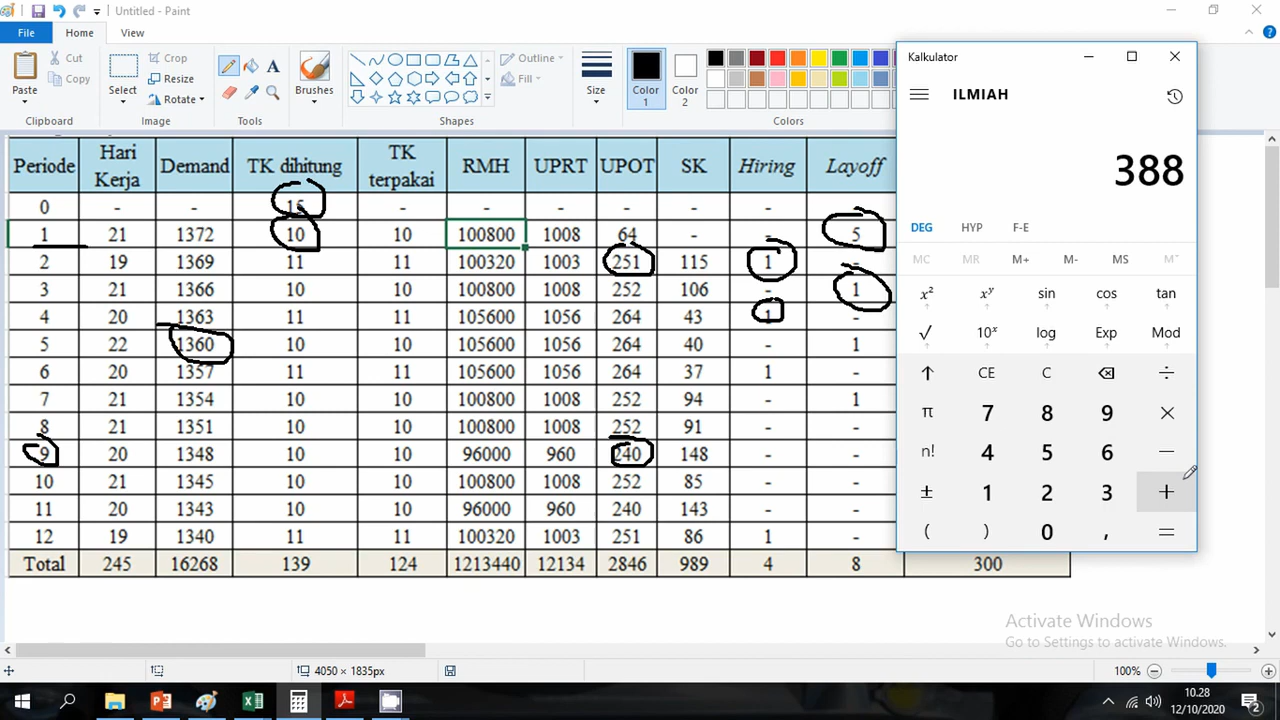 Untitled - Paint
File Home View
Paste Cut Copy Clipboard
Select Crop Resize Rotate Image
Tools
Brushes
Outline Fill Shapes
Size
Color 1 Color 2 Colors
Periode Hari Kerja Demand TK dihitung TK terpakai RMH UPRT UPOT SK Hiring Layoff
0 - - 15 - - - - - - -
1 21 1372 10 10 100800 1008 64 - - 5
2 19 1369 11 11 100320 1003 251 115 1 -
3 21 1366 10 10 100800 1008 252 106 - 1
4 20 1363 11 11 105600 1056 264 43 1 -
5 22 1360 10 10 105600 1056 264 40 - 1
6 20 1357 11 11 105600 1056 264 37 1 -
7 21 1354 10 10 100800 1008 252 94 - 1
8 21 1351 10 10 100800 1008 252 91 - -
9 20 1348 10 10 96000 960 240 148 - -
10 21 1345 10 10 100800 1008 252 85 - -
11 20 1343 10 10 96000 960 240 143 - -
12 19 1340 11 11 100320 1003 251 86 1 -
Total 245 16268 139 124 1213440 12134 2846 989 4 8 300
Kalkulator
ILMIAH
388
DEG HYP F-E
MC MR M+ M- MS M˅
x² xʸ sin cos tan
√ 10ˣ log Exp Mod
↑ CE C ⌫ ÷
π 7 8 9 ×
n! 4 5 6 −
± 1 2 3 +
( ) 0 , =
Activate Windows
Go to Settings to activate Windows.
4050 × 1835px
100%
10.28
12/10/2020
2